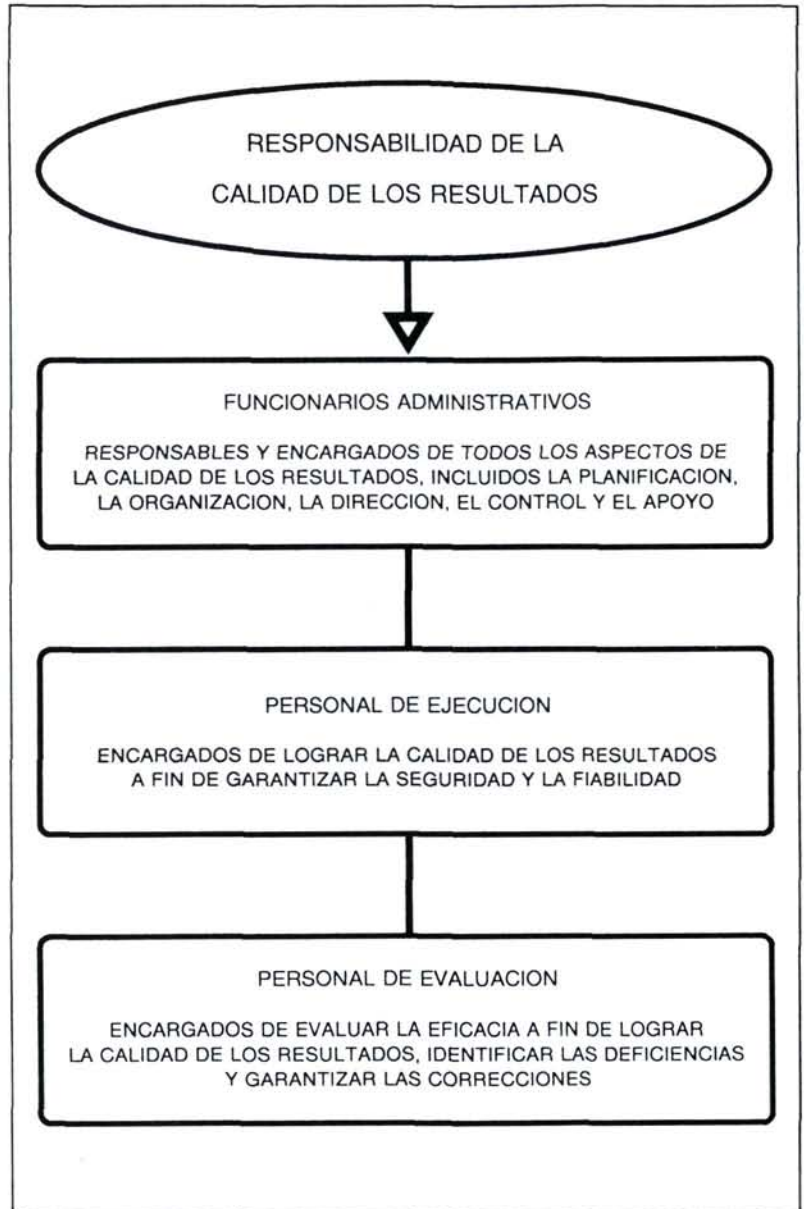 RESPONSABILIDAD DE LA
CALIDAD DE LOS RESULTADOS
FUNCIONARIOS ADMINISTRATIVOS
RESPONSABLES Y ENCARGADOS DE TODOS LOS ASPECTOS DE
LA CALIDAD DE LOS RESULTADOS, INCLUIDOS LA PLANIFICACION,
LA ORGANIZACION, LA DIRECCION, EL CONTROL Y EL APOYO
PERSONAL DE EJECUCION
ENCARGADOS DE LOGRAR LA CALIDAD DE LOS RESULTADOS
A FIN DE GARANTIZAR LA SEGURIDAD Y LA FIABILIDAD
PERSONAL DE EVALUACION
ENCARGADOS DE EVALUAR LA EFICACIA A FIN DE LOGRAR
LA CALIDAD DE LOS RESULTADOS, IDENTIFICAR LAS DEFICIENCIAS
Y GARANTIZAR LAS CORRECCIONES